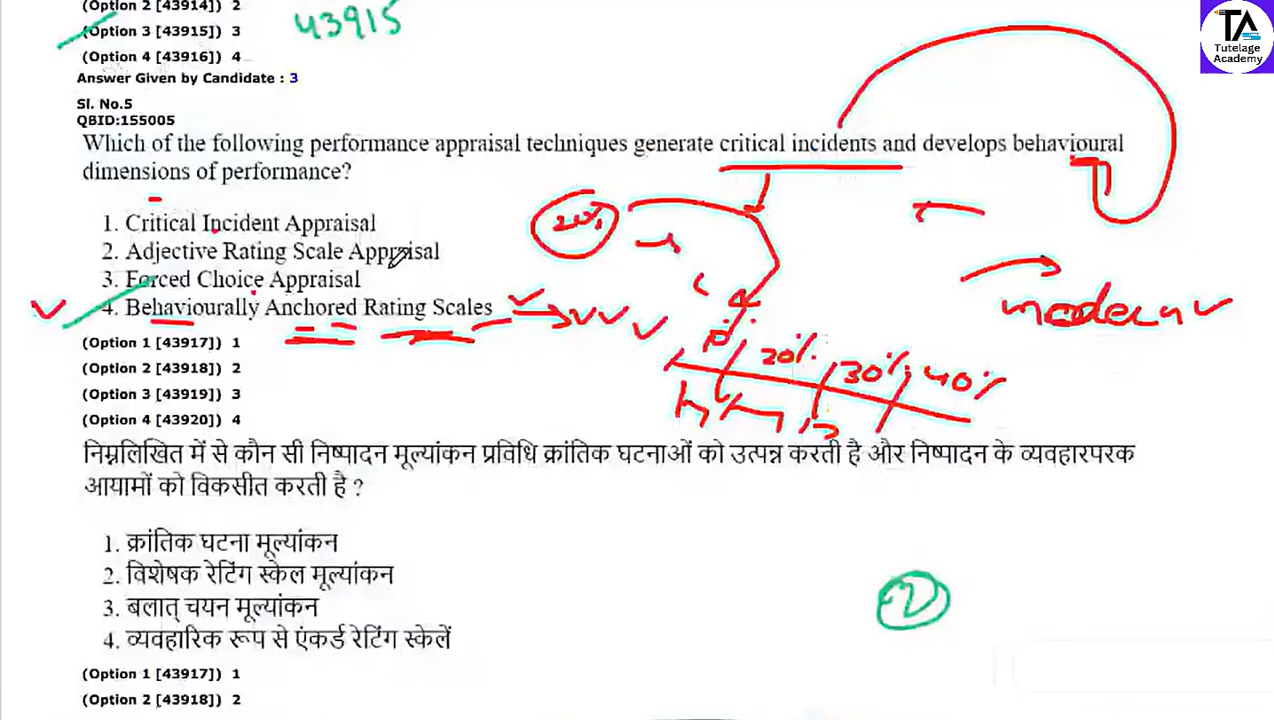 (Option 2 [43914]) 2
(Option 3 [43915]) 3
43915
(Option 4 [43916]) 4
Answer Given by Candidate : 3
TA
Tutelage
Academy
Sl. No.5
QBID:155005
Which of the following performance appraisal techniques generate critical incidents and develops behavioural
dimensions of performance?
1. Critical Incident Appraisal
2. Adjective Rating Scale Appraisal
3. Forced Choice Appraisal
4. Behaviourally Anchored Rating Scales
20% 30% 40%
(Option 1 [43917]) 1
(Option 2 [43918]) 2
(Option 3 [43919]) 3
(Option 4 [43920]) 4
निम्नलिखित में से कौन सी निष्पादन मूल्यांकन प्रविधि क्रांतिक घटनाओं को उत्पन्न करती है और निष्पादन के व्यवहारपरक
आयामों को विकसीत करती है ?
1. क्रांतिक घटना मूल्यांकन
2. विशेषक रेटिंग स्केल मूल्यांकन
3. बलात् चयन मूल्यांकन
4. व्यवहारिक रूप से एंकर्ड रेटिंग स्केलें
2
(Option 1 [43917]) 1
(Option 2 [43918]) 2